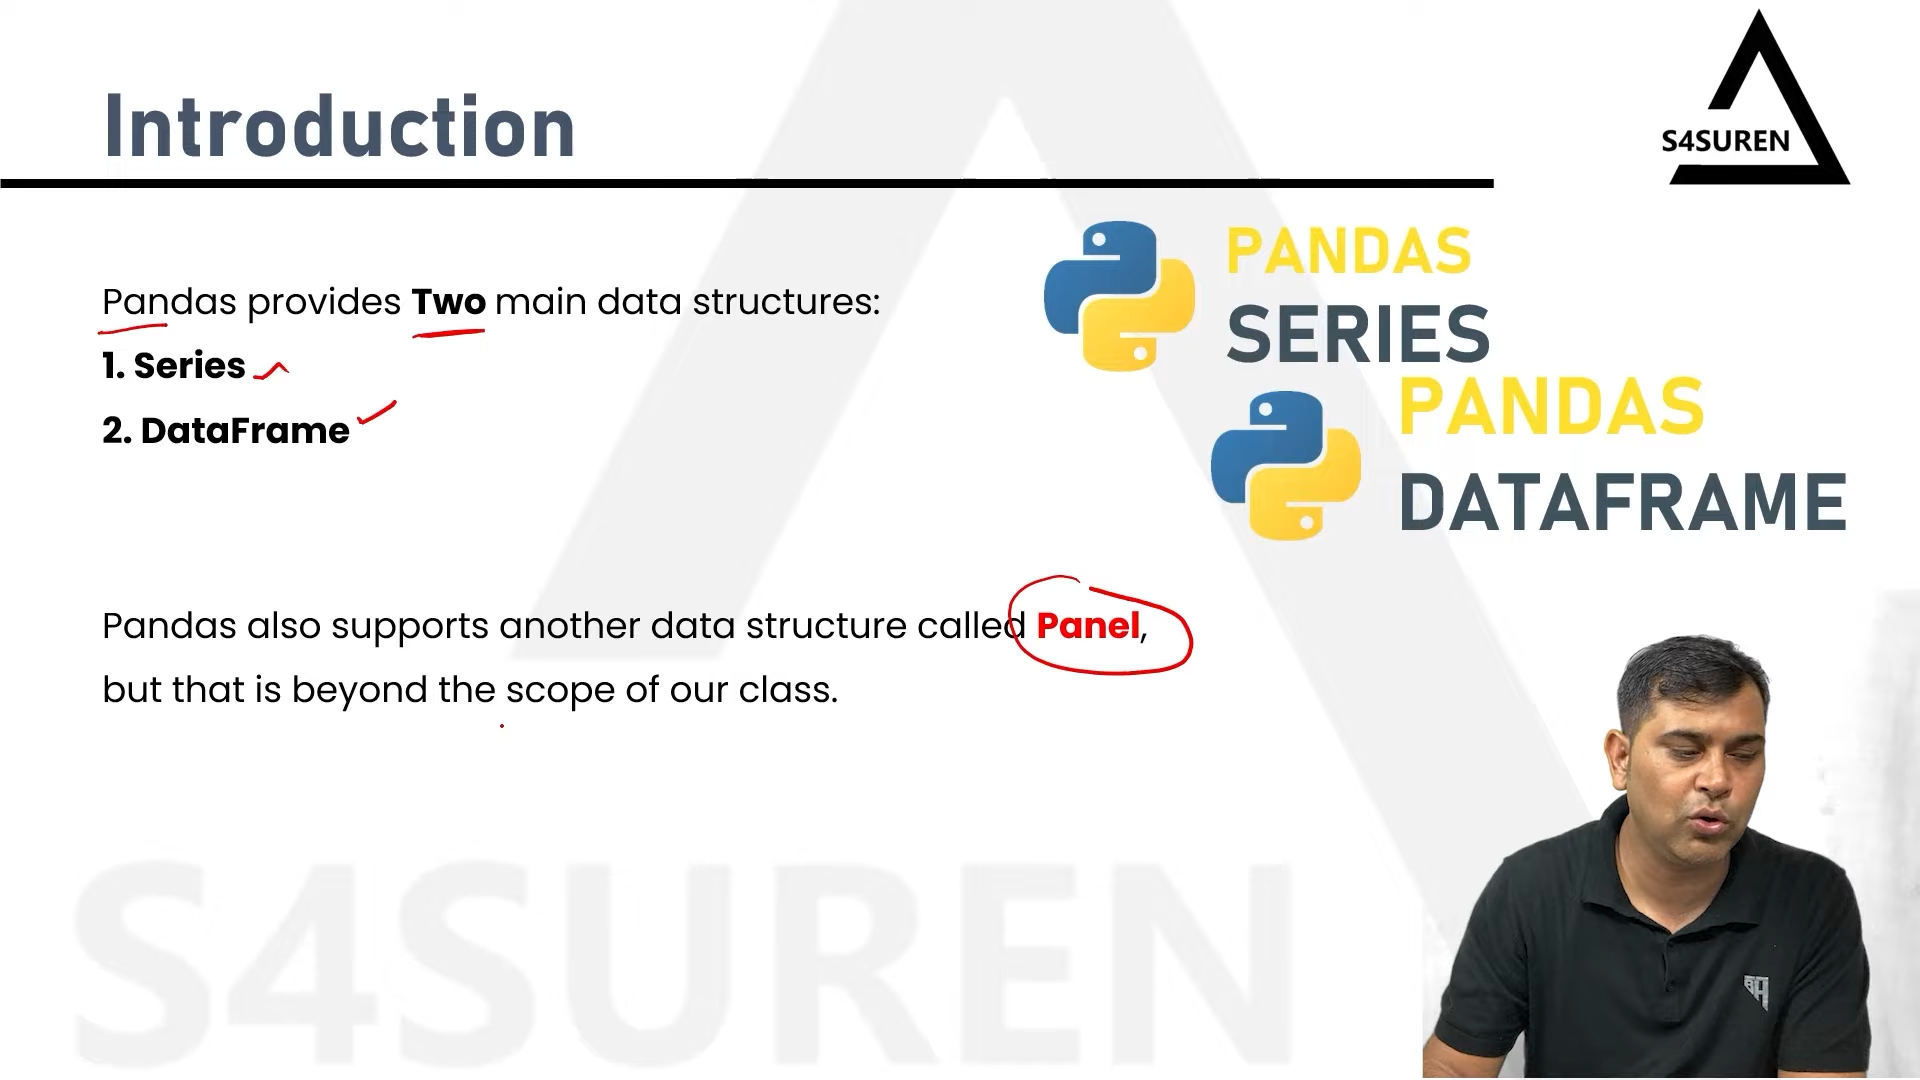 Introduction
S4SUREN
Pandas provides Two main data structures:
1. Series
2. DataFrame
PANDAS
SERIES
PANDAS
DATAFRAME
Pandas also supports another data structure called Panel,
but that is beyond the scope of our class.
S4SUREN